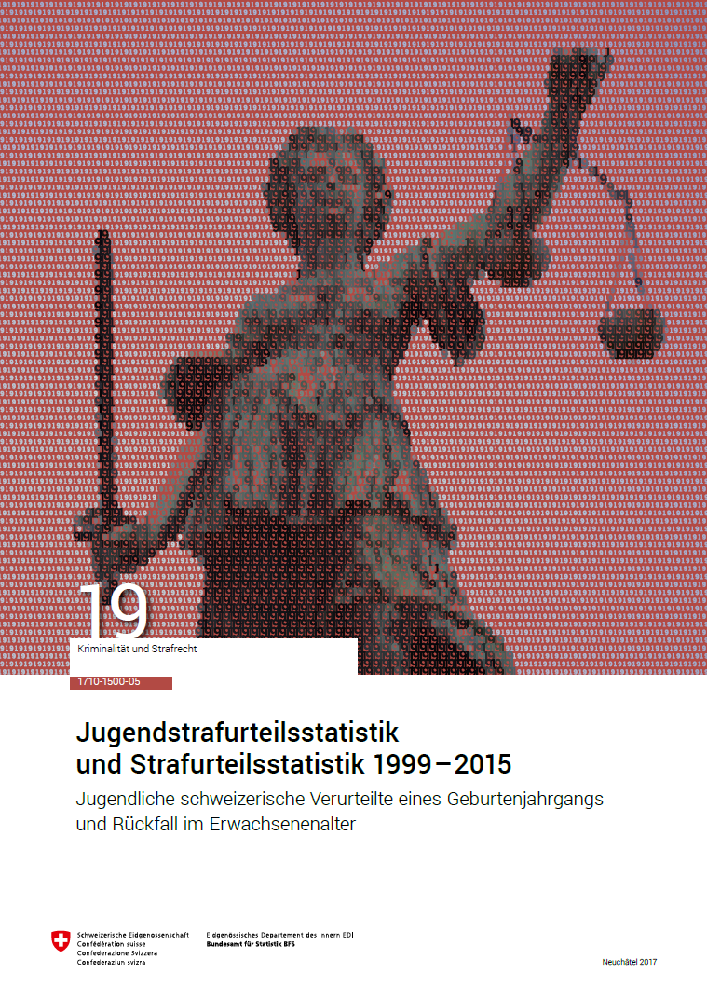 19
Kriminalität und Strafrecht
1710-1500-05
Jugendstrafurteilsstatistik
und Strafurteilsstatistik 1999–2015
Jugendliche schweizerische Verurteilte eines Geburtenjahrgangs
und Rückfall im Erwachsenenalter
Schweizerische Eidgenossenschaft
Confédération suisse
Confederazione Svizzera
Confederaziun svizra
Eidgenössisches Departement des Innern EDI
Bundesamt für Statistik BFS
Neuchâtel 2017